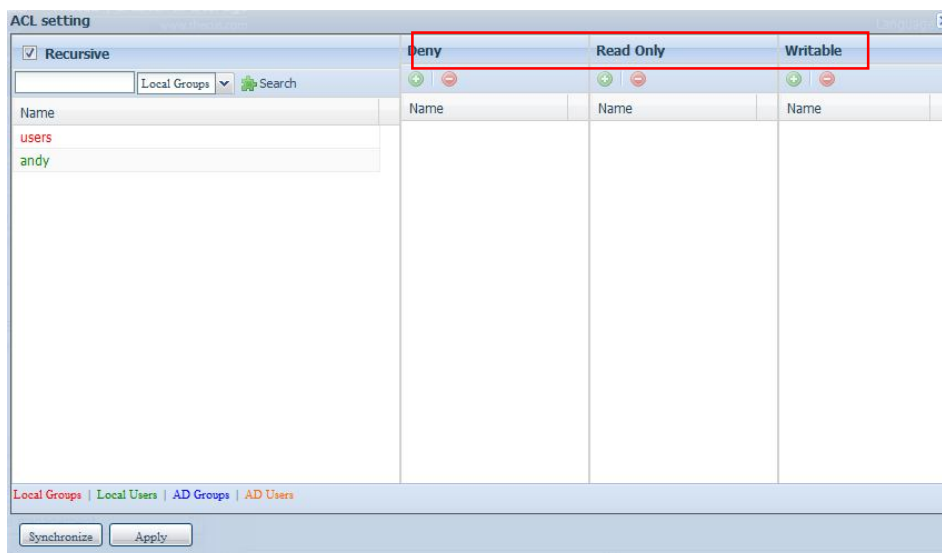 ACL setting
Recursive
Deny
Read Only
Writable
Local Groups
Search
Name
Name
Name
Name
users
andy
Local Groups | Local Users | AD Groups | AD Users
Synchronize
Apply